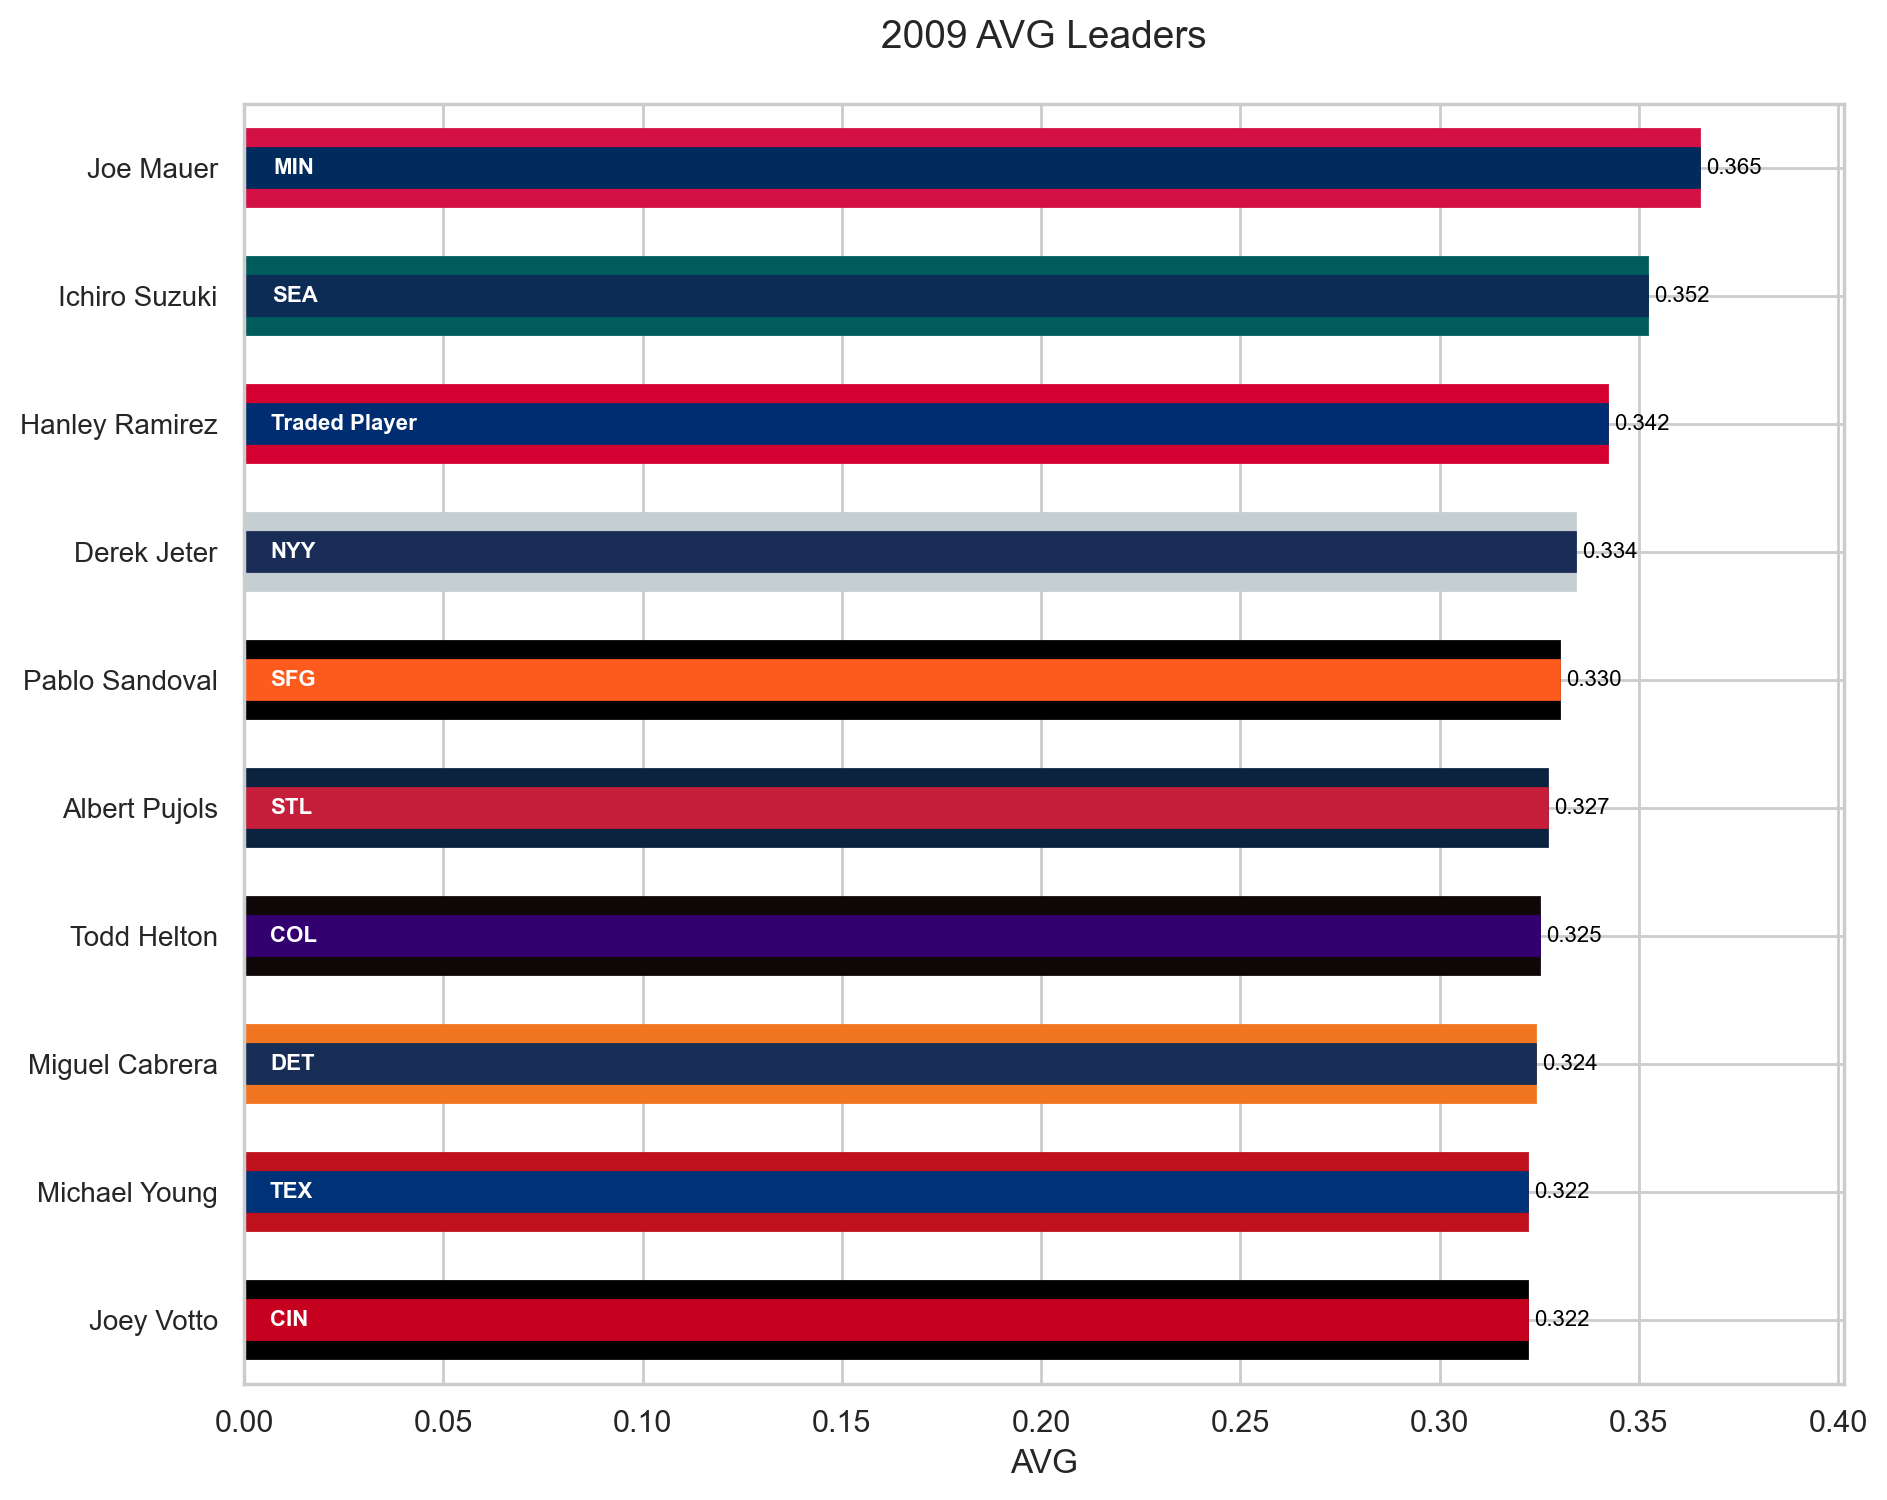 2009 AVG Leaders
Joe Mauer MIN 0.365
Ichiro Suzuki SEA 0.352
Hanley Ramirez Traded Player 0.342
Derek Jeter NYY 0.334
Pablo Sandoval SFG 0.330
Albert Pujols STL 0.327
Todd Helton COL 0.325
Miguel Cabrera DET 0.324
Michael Young TEX 0.322
Joey Votto CIN 0.322
0.00 0.05 0.10 0.15 0.20 0.25 0.30 0.35 0.40
AVG